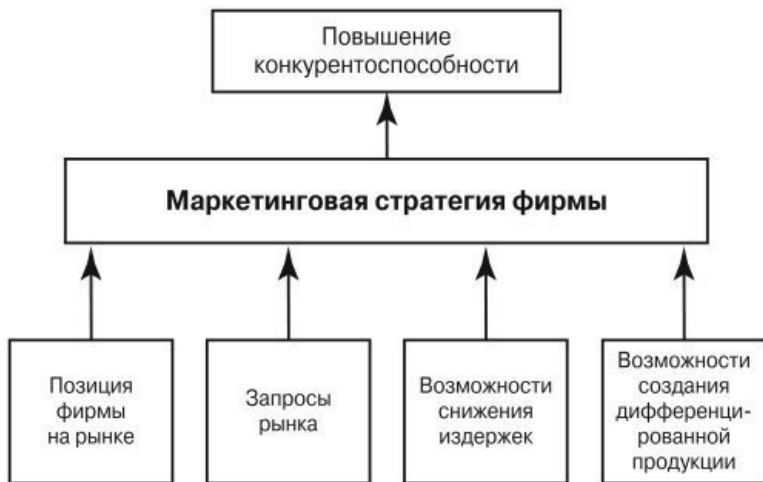 Повышение
конкурентоспособности
Маркетинговая стратегия фирмы
Позиция
фирмы
на рынке
Запросы
рынка
Возможности
снижения
издержек
Возможности
создания
дифференци-
рованной
продукции